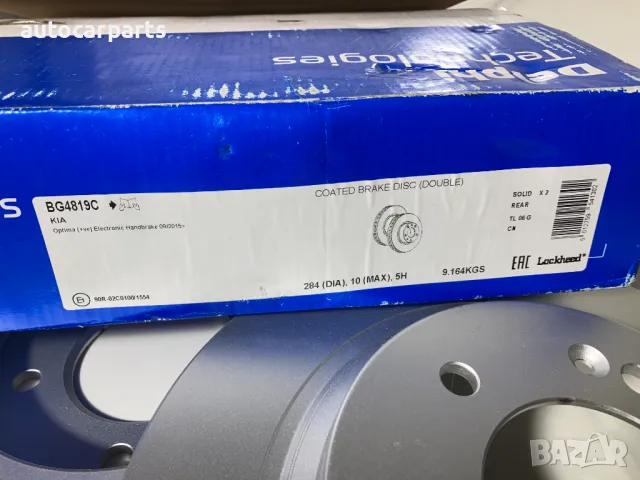 autocarparts
Delphi
Technologies
S
BG4819C
KIA
Optima (+ve) Electronic Handbrake 09/2015>
COATED BRAKE DISC (DOUBLE)
SOLID X 2
REAR
TL 06 G
CN
284 (DIA), 10 (MAX), 5H
9.164KGS
EAC Lockheed
90R-02C0100/1554
BAZAR